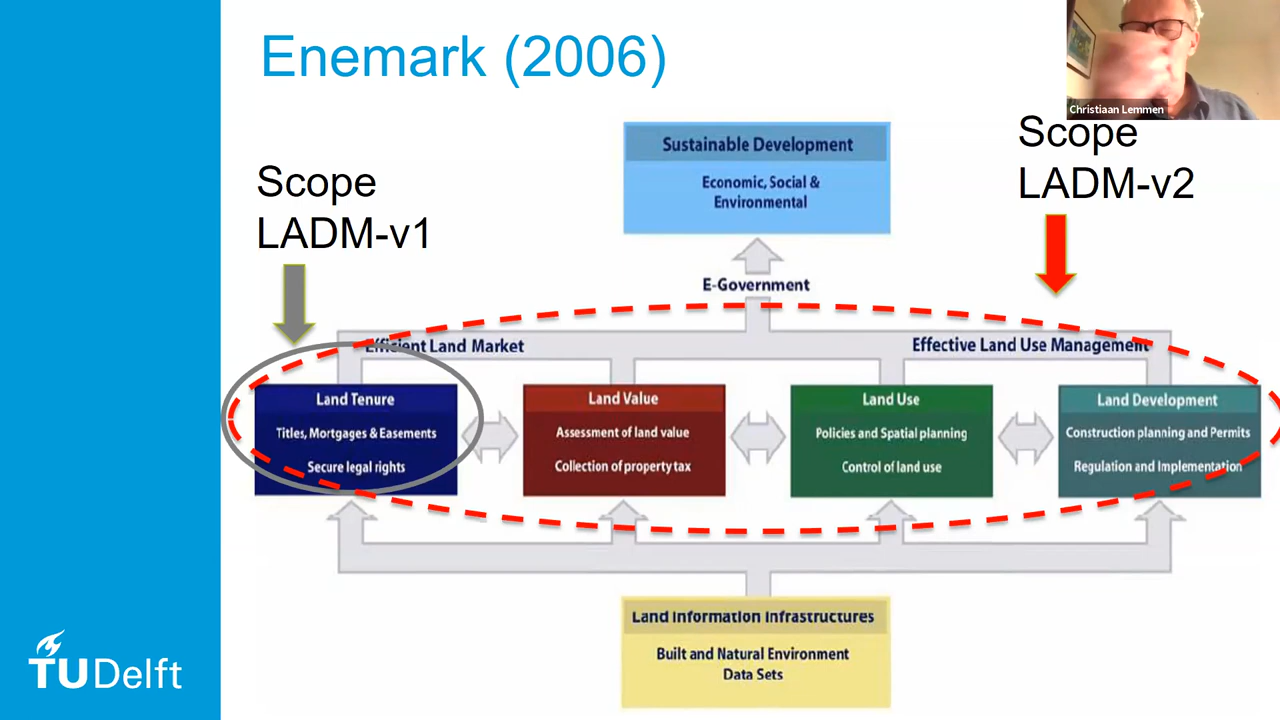 Enemark (2006)
Christiaan Lemmen
Scope
LADM-v1
Scope
LADM-v2
Sustainable Development
Economic, Social &
Environmental
E-Government
Efficient Land Market
Effective Land Use Management
Land Tenure
Titles, Mortgages & Easements
Secure legal rights
Land Value
Assessment of land value
Collection of property tax
Land Use
Policies and Spatial planning
Control of land use
Land Development
Construction planning and Permits
Regulation and Implementation
Land Information Infrastructures
Built and Natural Environment
Data Sets
TUDelft